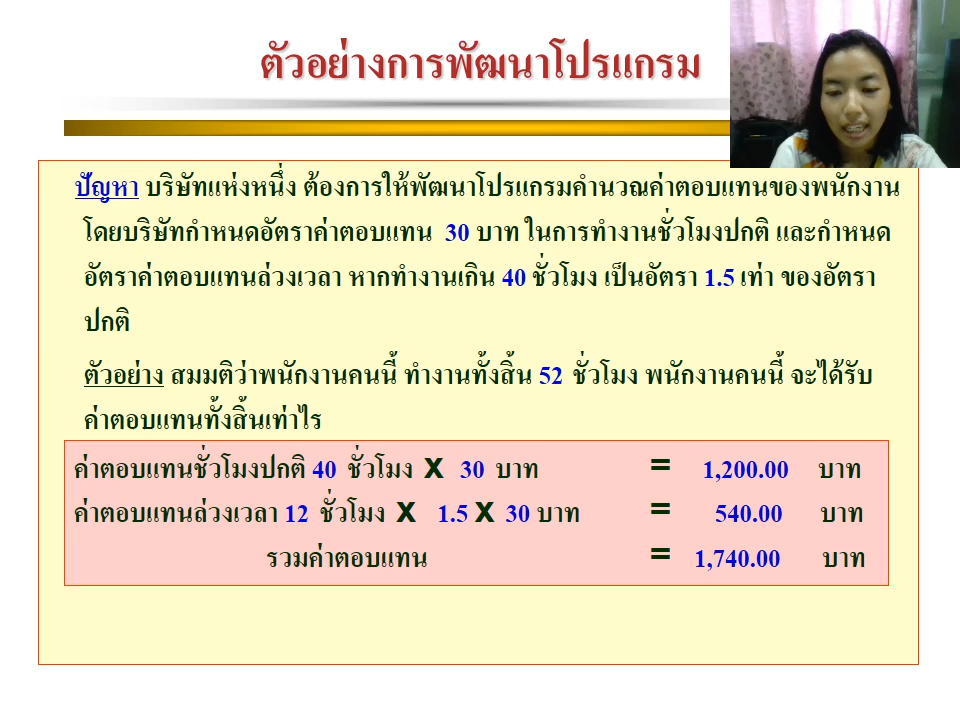 ตัวอย่างการพัฒนาโปรแกรม
ปัญหา บริษัทแห่งหนึ่ง ต้องการให้พัฒนาโปรแกรมคำนวณค่าตอบแทนของพนักงาน
โดยบริษัทกำหนดอัตราค่าตอบแทน 30 บาท ในการทำงานชั่วโมงปกติ และกำหนด
อัตราค่าตอบแทนล่วงเวลา หากทำงานเกิน 40 ชั่วโมง เป็นอัตรา 1.5 เท่า ของอัตรา
ปกติ
ตัวอย่าง สมมติว่าพนักงานคนนี้ ทำงานทั้งสิ้น 52 ชั่วโมง พนักงานคนนี้ จะได้รับ
ค่าตอบแทนทั้งสิ้นเท่าไร
ค่าตอบแทนชั่วโมงปกติ 40 ชั่วโมง X 30 บาท = 1,200.00 บาท
ค่าตอบแทนล่วงเวลา 12 ชั่วโมง X 1.5 X 30 บาท = 540.00 บาท
รวมค่าตอบแทน = 1,740.00 บาท